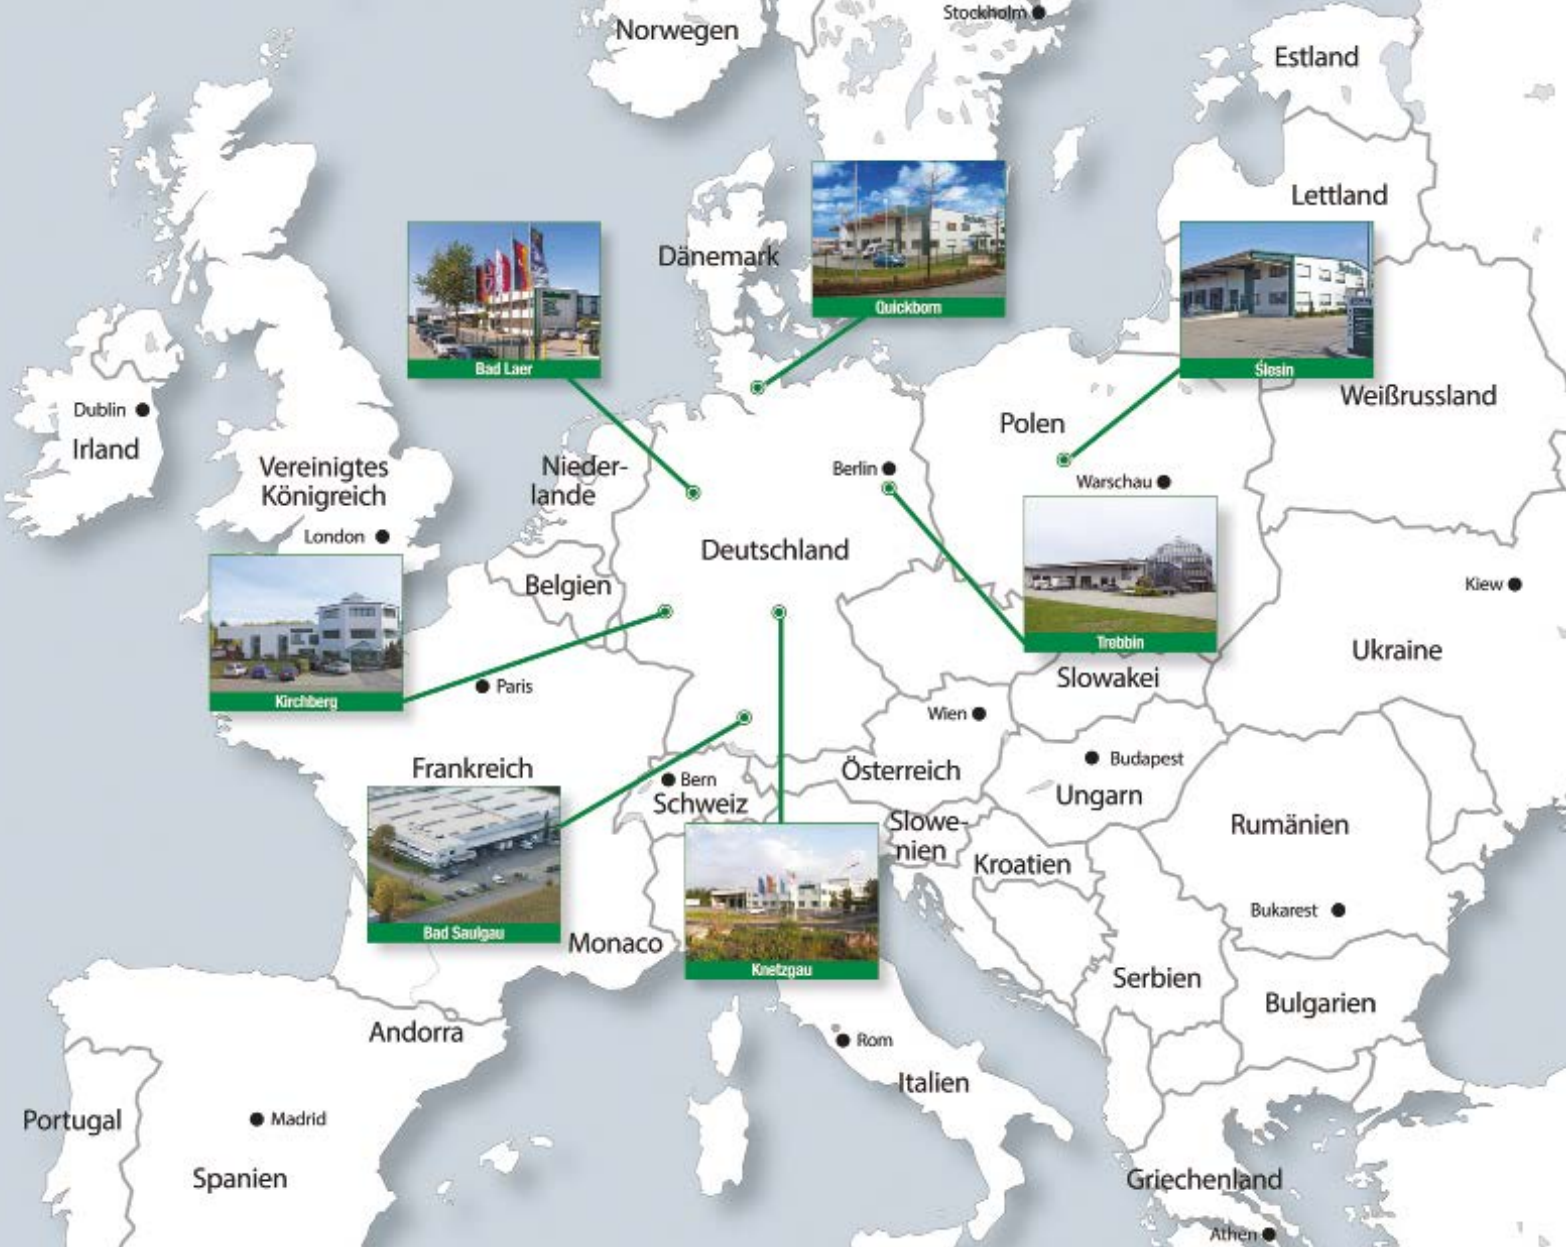 Stockholm
Norwegen
Estland
Lettland
Dänemark
Quickborn
Bad Laer
Ślesin
Weißrussland
Dublin
Irland
Polen
Vereinigtes
Königreich
Nieder-
lande
Berlin
Warschau
London
Deutschland
Belgien
Kiew
Trebbin
Ukraine
Slowakei
Paris
Kirchberg
Wien
Budapest
Frankreich
Bern
Schweiz
Österreich
Ungarn
Slowe-
nien
Rumänien
Kroatien
Bukarest
Bad Saulgau
Monaco
Knetzgau
Serbien
Bulgarien
Andorra
Rom
Italien
Portugal
Madrid
Spanien
Griechenland
Athen